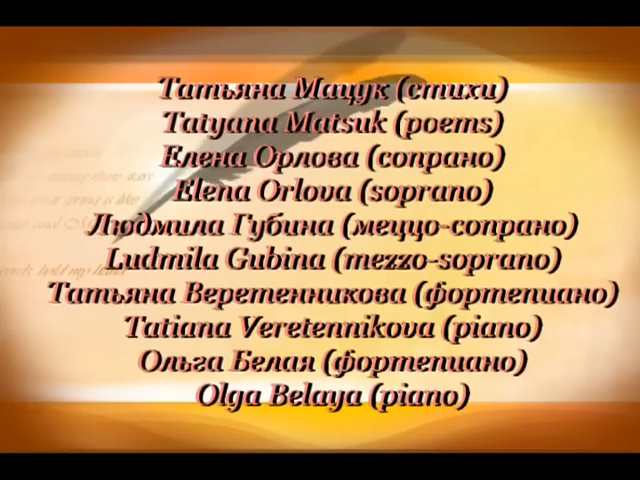 Татьяна Мацук (стихи)
Tatyana Matsuk (poems)
Елена Орлова (сопрано)
Elena Orlova (soprano)
Людмила Губина (меццо-сопрано)
Ludmila Gubina (mezzo-soprano)
Татьяна Веретенникова (фортепиано)
Tatiana Veretennikova (piano)
Ольга Белая (фортепиано)
Olga Belaya (piano)